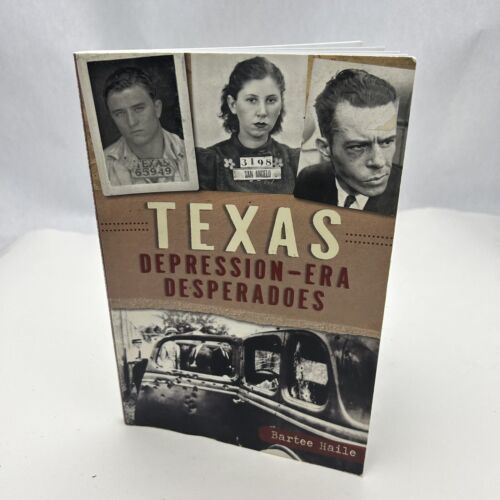 TEXAS
65949
3198
SAN ANGELO
TEXAS
DEPRESSION-ERA
DESPERADOES
Bartee Haile